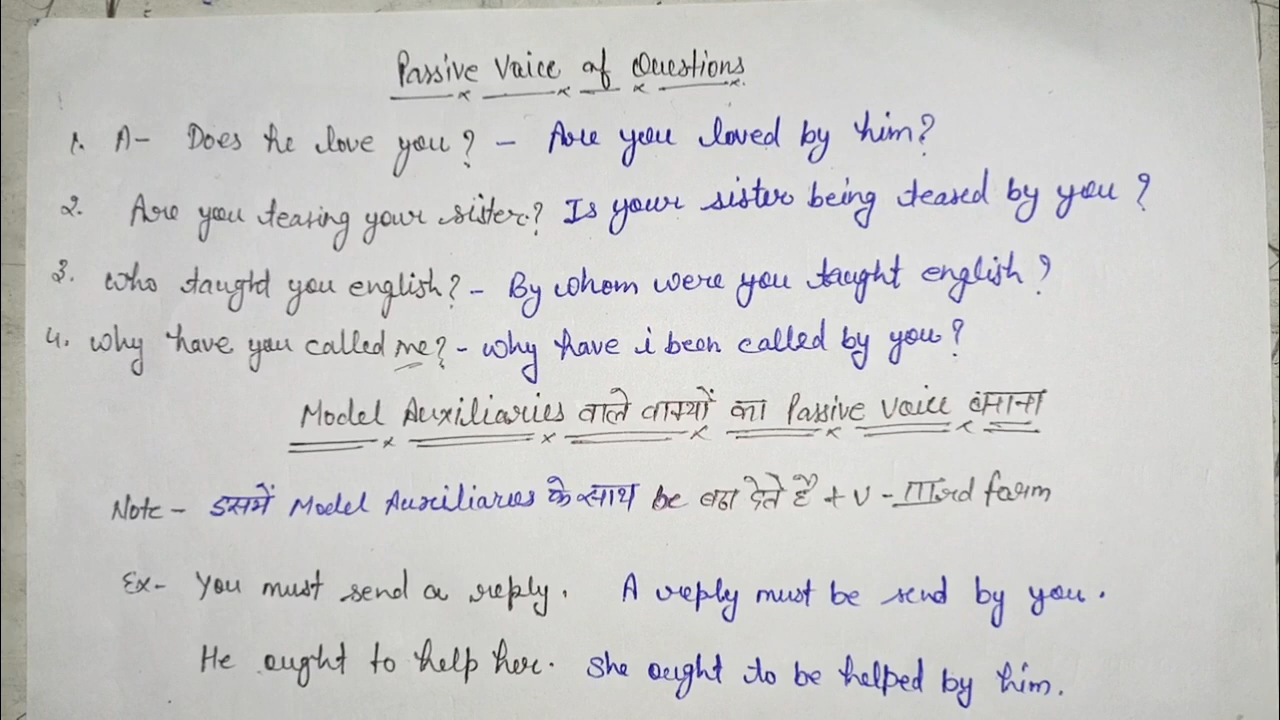 Passive Voice of Questions
1. A- Does he love you? - Are you loved by him?
2. Are you teasing your sister? Is your sister being teased by you?
3. Who taught you english? - By whom were you taught english?
4. Why have you called me? - Why have i been called by you?
Model Auxiliaries वाले वाक्यों का Passive Voice बनाना
Note - इसमें Model Auxiliaries के साथ be बढा देते हैं + V - IIIrd form
Ex- You must send a reply. A reply must be send by you.
He ought to help her. She ought to be helped by him.